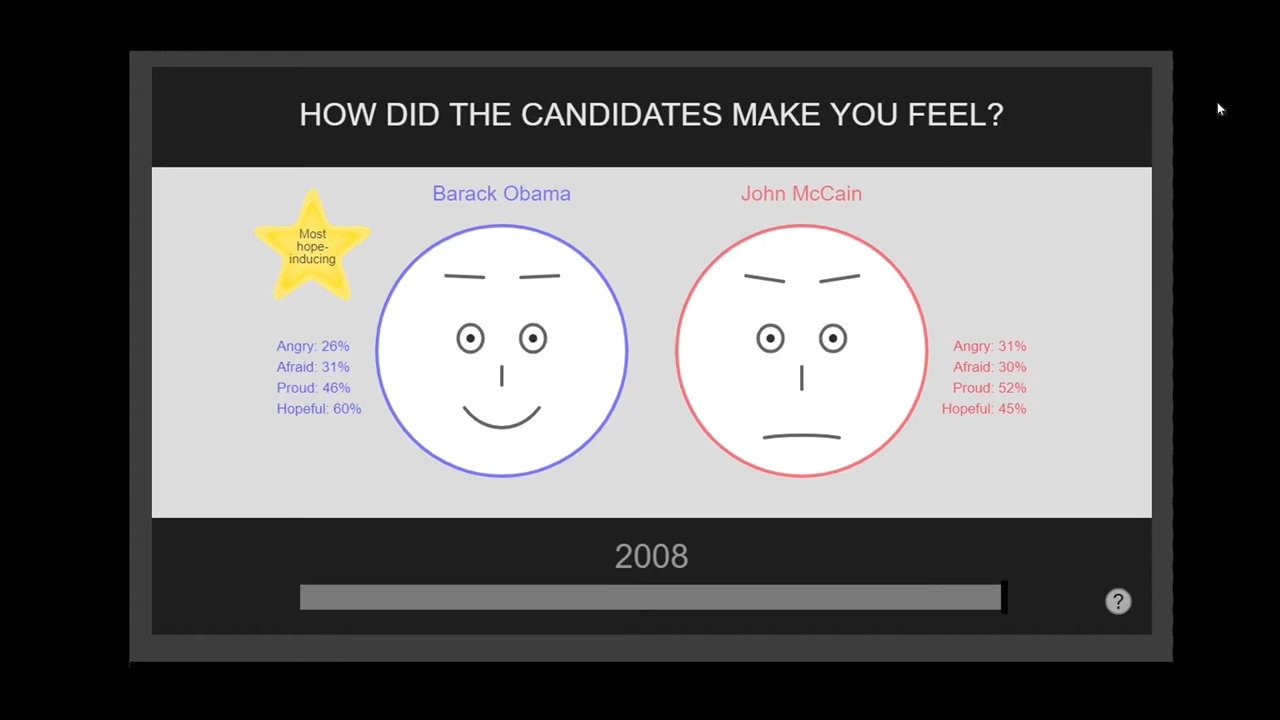 HOW DID THE CANDIDATES MAKE YOU FEEL?
Barack Obama
John McCain
Most
hope-
inducing
Angry: 26%
Afraid: 31%
Proud: 46%
Hopeful: 60%
Angry: 31%
Afraid: 30%
Proud: 52%
Hopeful: 45%
2008
?